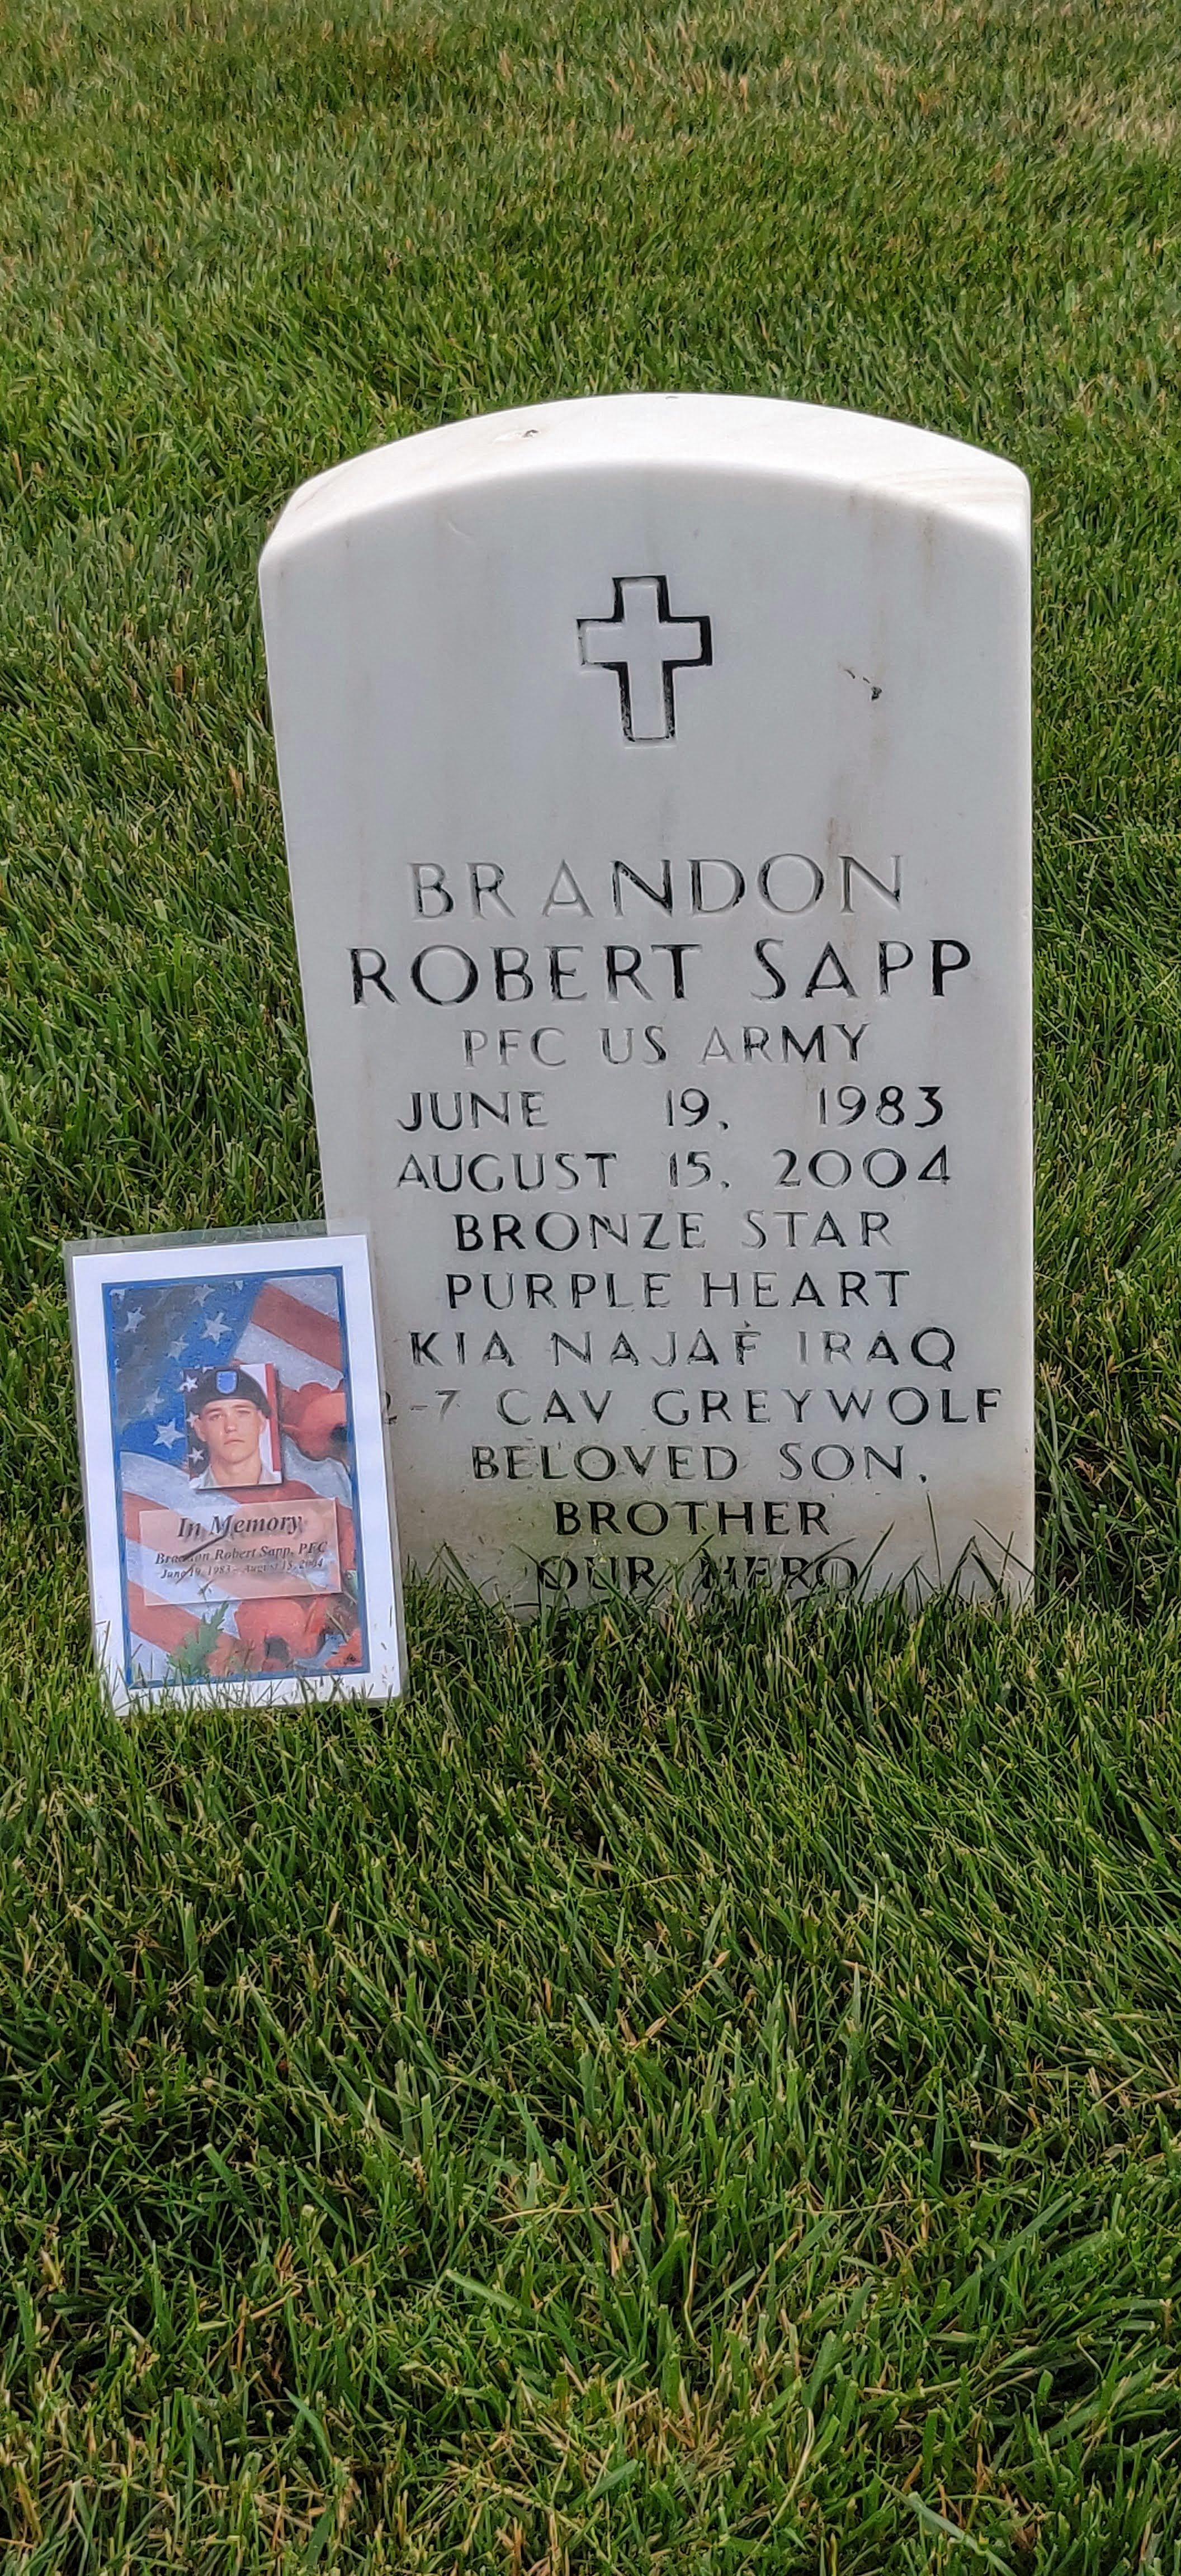 BRANDON
ROBERT SAPP
PFC US ARMY
JUNE 19, 1983
AUGUST 15, 2004
BRONZE STAR
PURPLE HEART
KIA NAJAF IRAQ
2-7 CAV GREYWOLF
BELOVED SON,
BROTHER
OUR HERO
In Memory
Brandon Robert Sapp, PFC
June 19, 1983 - August 15, 2004